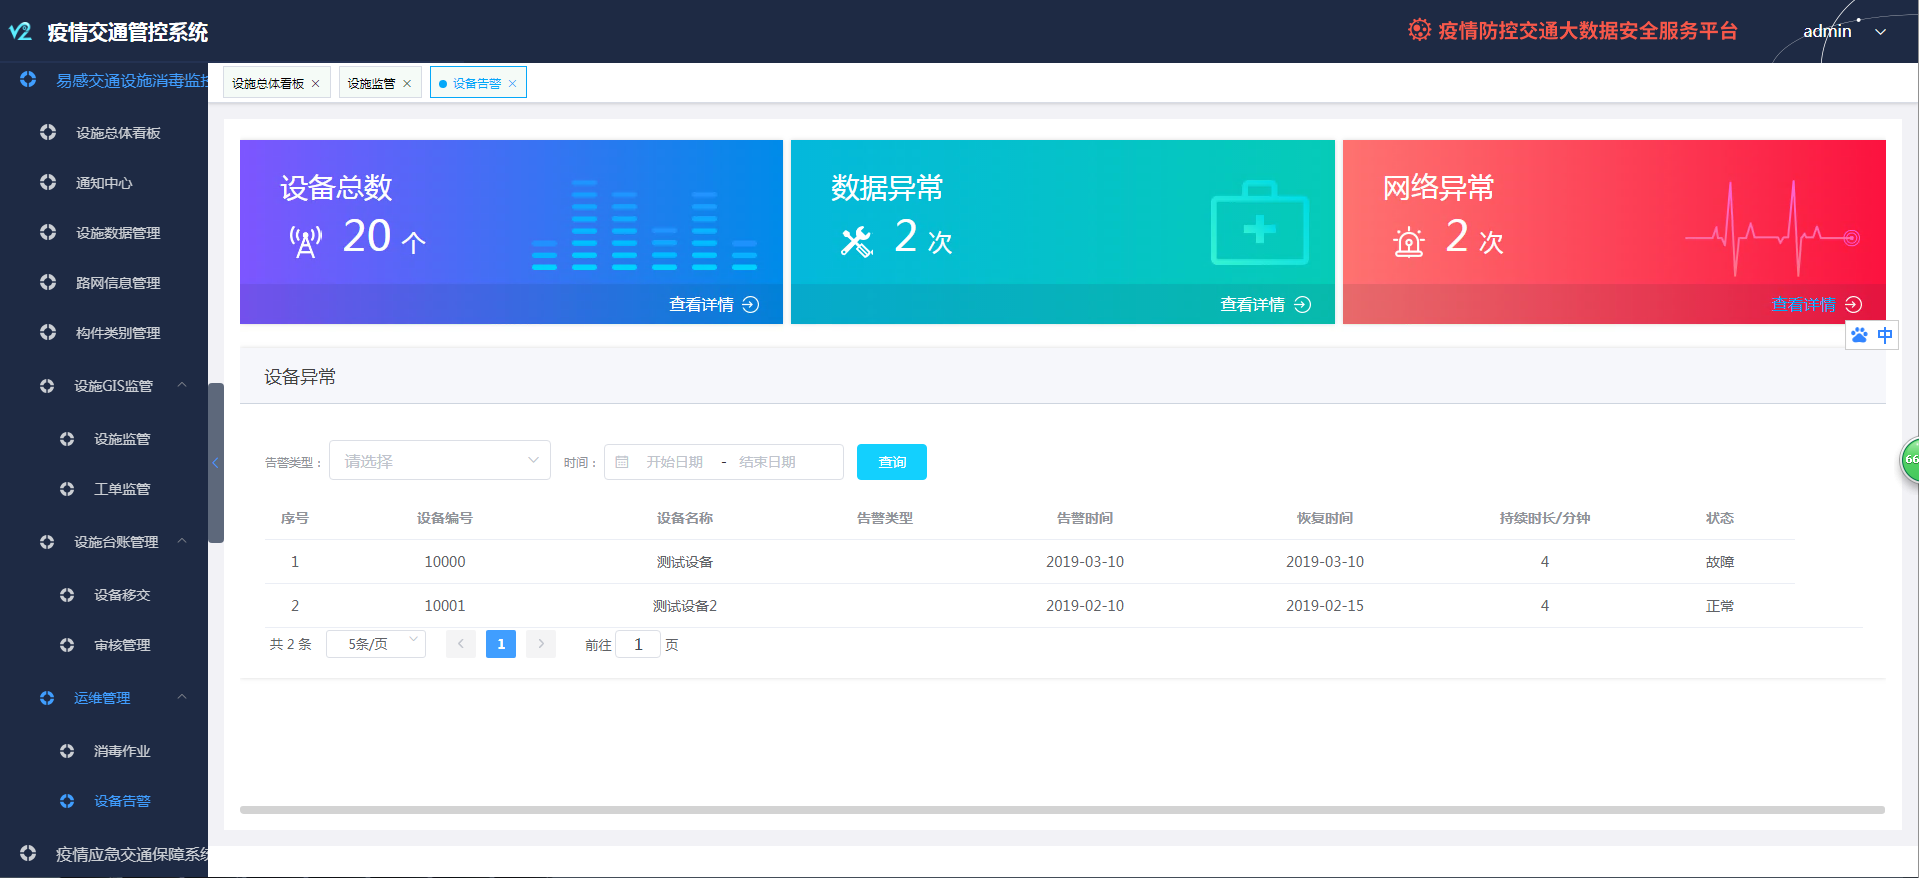 疫情交通管控系统
疫情防控交通大数据安全服务平台
admin
易感交通设施消毒监控
设施总体看板
通知中心
设施数据管理
路网信息管理
构件类别管理
设施GIS监管
设施监管
工单监管
设施台账管理
设备移交
审核管理
运维管理
消毒作业
设备告警
疫情应急交通保障系统
设施总体看板 × 设施监管 × 设备告警 ×
设备总数
20 个
查看详情
数据异常
2 次
查看详情
网络异常
2 次
查看详情
中
66
设备异常
告警类型： 请选择 时间： 开始日期 - 结束日期 查询
序号 设备编号 设备名称 告警类型 告警时间 恢复时间 持续时长/分钟 状态
1 10000 测试设备 2019-03-10 2019-03-10 4 故障
2 10001 测试设备2 2019-02-10 2019-02-15 4 正常
共 2 条 5条/页 1 前往 1 页